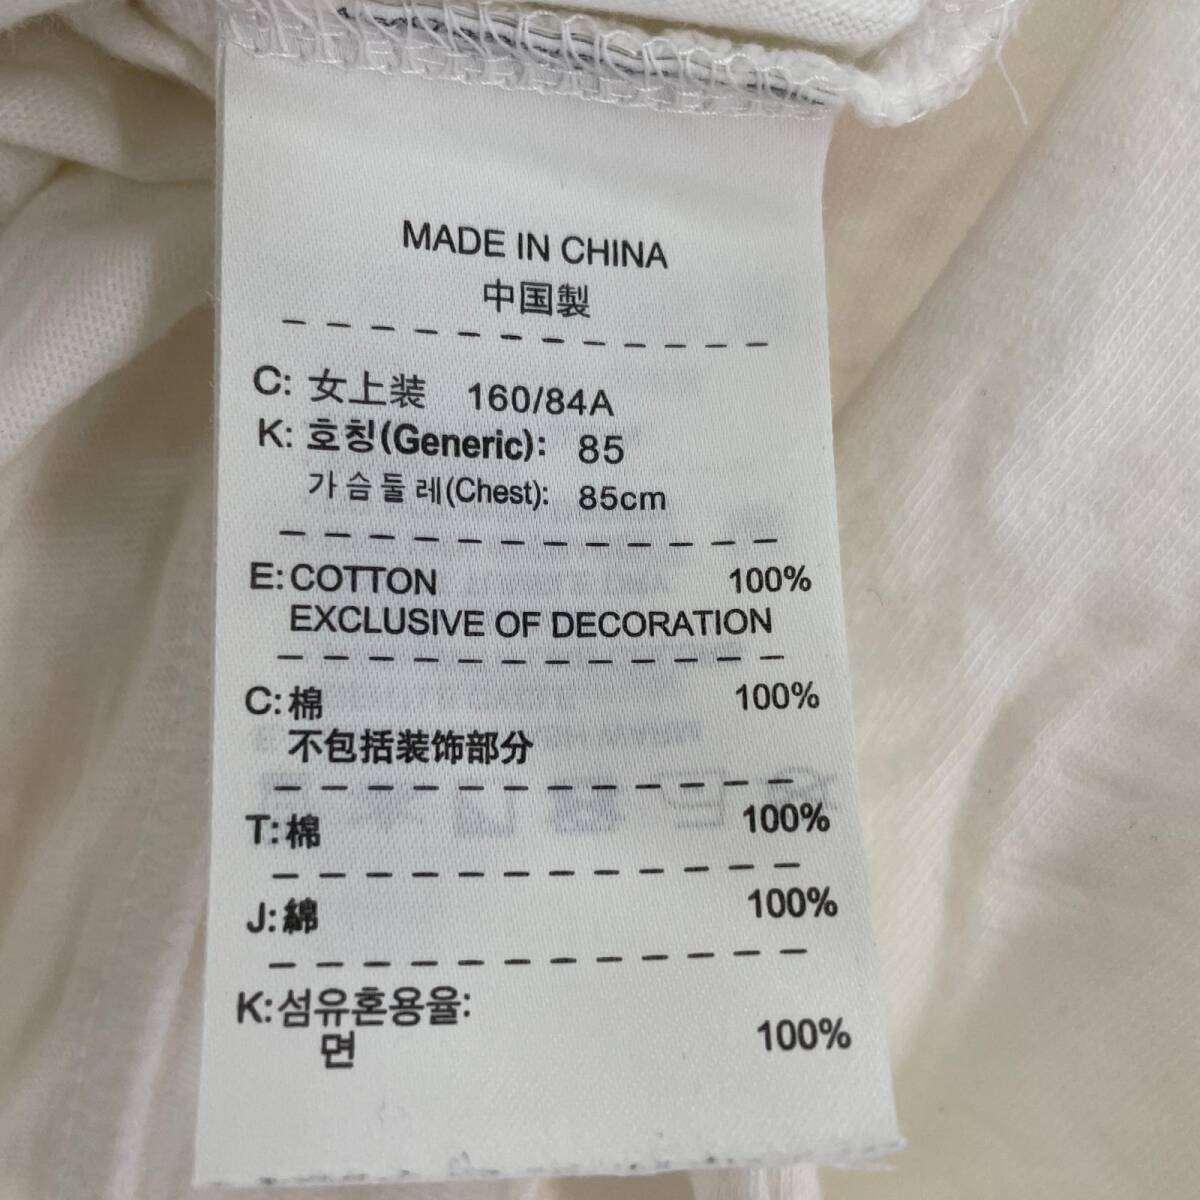 MADE IN CHINA
中国製
C: 女上装 160/84A
K: 호칭(Generic): 85
가슴둘레(Chest): 85cm
E: COTTON 100%
EXCLUSIVE OF DECORATION
C: 棉 100%
不包括装饰部分
T: 棉 100%
J: 綿 100%
K: 섬유혼용율:
면 100%